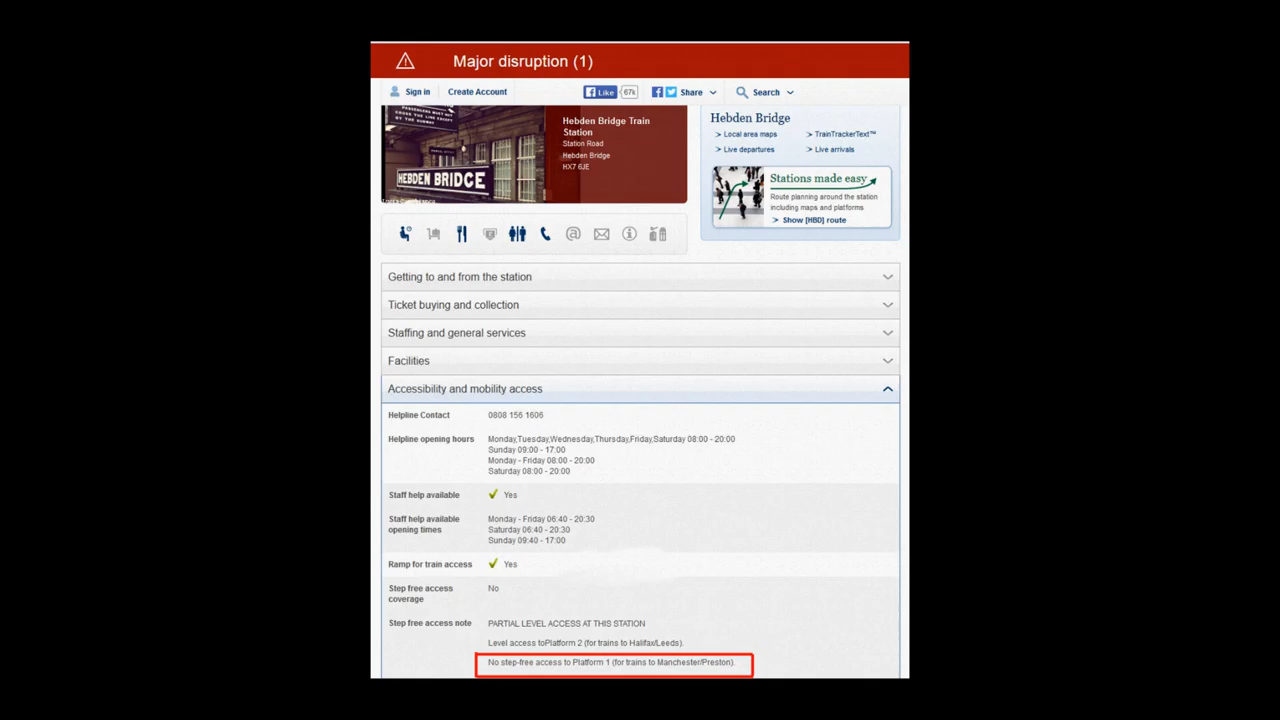 Major disruption (1)
Sign in
Create Account
Like
67k
Share
Search
HEBDEN BRIDGE
Hebden Bridge Train
Station
Station Road
Hebden Bridge
HX7 6JE
Hebden Bridge
> Local area maps
> TrainTrackerText™
> Live departures
> Live arrivals
Stations made easy
Route planning around the station
including maps and platforms
> Show [HBD] route
Getting to and from the station
Ticket buying and collection
Staffing and general services
Facilities
Accessibility and mobility access
Helpline Contact
0808 156 1606
Helpline opening hours
Monday,Tuesday,Wednesday,Thursday,Friday,Saturday 08:00 - 20:00
Sunday 09:00 - 17:00
Monday - Friday 08:00 - 20:00
Saturday 08:00 - 20:00
Staff help available
Yes
Staff help available
opening times
Monday - Friday 06:40 - 20:30
Saturday 06:40 - 20:30
Sunday 09:40 - 17:00
Ramp for train access
Yes
Step free access
coverage
No
Step free access note
PARTIAL LEVEL ACCESS AT THIS STATION
Level access toPlatform 2 (for trains to Halifax/Leeds).
No step-free access to Platform 1 (for trains to Manchester/Preston).